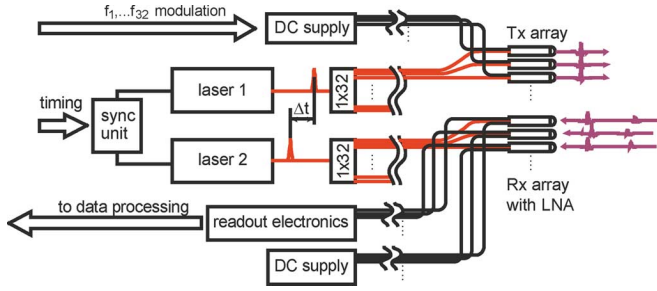 f1,...f32 modulation
DC supply
Tx array
laser 1
1x32
timing
sync
unit
Δt
laser 2
1x32
to data processing
readout electronics
Rx array
with LNA
DC supply